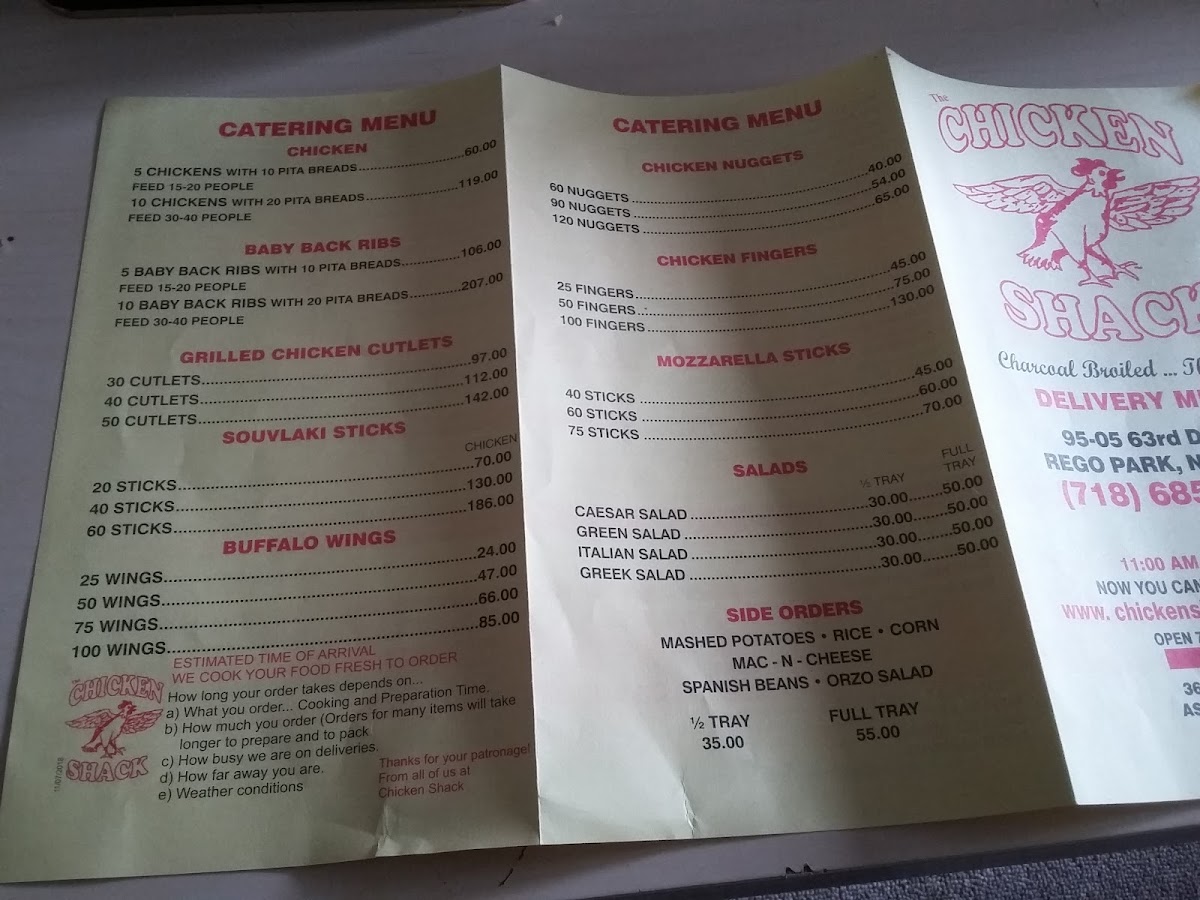 CATERING MENU
CHICKEN
5 CHICKENS WITH 10 PITA BREADS 60.00
FEED 15-20 PEOPLE
10 CHICKENS WITH 20 PITA BREADS 119.00
FEED 30-40 PEOPLE
BABY BACK RIBS
5 BABY BACK RIBS WITH 10 PITA BREADS 106.00
FEED 15-20 PEOPLE
10 BABY BACK RIBS WITH 20 PITA BREADS 207.00
FEED 30-40 PEOPLE
GRILLED CHICKEN CUTLETS
30 CUTLETS 97.00
40 CUTLETS 112.00
50 CUTLETS 142.00
SOUVLAKI STICKS
CHICKEN
20 STICKS 70.00
40 STICKS 130.00
60 STICKS 186.00
BUFFALO WINGS
25 WINGS 24.00
50 WINGS 47.00
75 WINGS 66.00
100 WINGS 85.00
ESTIMATED TIME OF ARRIVAL
WE COOK YOUR FOOD FRESH TO ORDER
How long your order takes depends on...
a) What you order... Cooking and Preparation Time.
b) How much you order (Orders for many items will take
longer to prepare and to pack
c) How busy we are on deliveries.
d) How far away you are.
e) Weather conditions
CHICKEN
SHACK
Thanks for your patronage!
From all of us at
Chicken Shack
CATERING MENU
CHICKEN NUGGETS
60 NUGGETS 40.00
90 NUGGETS 54.00
120 NUGGETS 65.00
CHICKEN FINGERS
25 FINGERS 45.00
50 FINGERS 75.00
100 FINGERS 130.00
MOZZARELLA STICKS
40 STICKS 45.00
60 STICKS 60.00
75 STICKS 70.00
SALADS
½ TRAY FULL TRAY
CAESAR SALAD 30.00 50.00
GREEN SALAD 30.00 50.00
ITALIAN SALAD 30.00 50.00
GREEK SALAD 30.00 50.00
SIDE ORDERS
MASHED POTATOES • RICE • CORN
MAC - N - CHEESE
SPANISH BEANS • ORZO SALAD
½ TRAY FULL TRAY
35.00 55.00
The
CHICKEN
SHACK
Charcoal Broiled ...
DELIVERY
95-05 63rd
REGO PARK,
(718) 685
11:00 AM
NOW YOU CAN
www. chickens
OPEN 7
36
AS